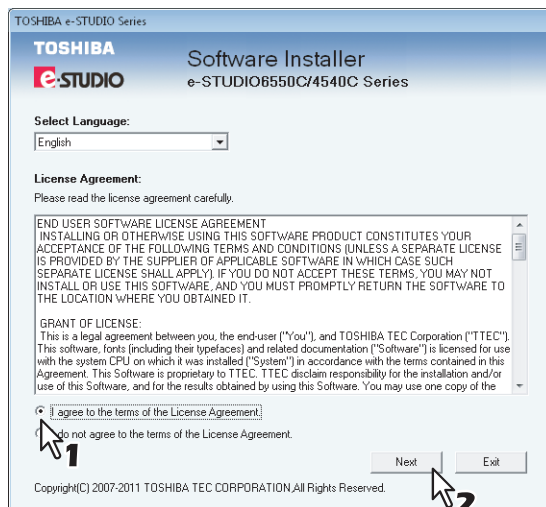 TOSHIBA e-STUDIO Series
TOSHIBA
e-STUDIO
Software Installer
e-STUDIO6550C/4540C Series
Select Language:
English
License Agreement:
Please read the license agreement carefully.
END USER SOFTWARE LICENSE AGREEMENT
INSTALLING OR OTHERWISE USING THIS SOFTWARE PRODUCT CONSTITUTES YOUR
ACCEPTANCE OF THE FOLLOWING TERMS AND CONDITIONS (UNLESS A SEPARATE LICENSE
IS PROVIDED BY THE SUPPLIER OF APPLICABLE SOFTWARE IN WHICH CASE SUCH
SEPARATE LICENSE SHALL APPLY). IF YOU DO NOT ACCEPT THESE TERMS, YOU MAY NOT
INSTALL OR USE THIS SOFTWARE, AND YOU MUST PROMPTLY RETURN THE SOFTWARE TO
THE LOCATION WHERE YOU OBTAINED IT.
GRANT OF LICENSE:
This is a legal agreement between you, the end-user ("You"), and TOSHIBA TEC Corporation ("TTEC").
This software, fonts (including their typefaces) and related documentation ("Software") is licensed for use
with the system CPU on which it was installed ("System") in accordance with the terms contained in this
Agreement. This Software is proprietary to TTEC. TTEC disclaim responsibility for the installation and/or
use of this Software, and for the results obtained by using this Software. You may use one copy of the
I agree to the terms of the License Agreement.
do not agree to the terms of the License Agreement.
1
Next
Exit
Copyright(C) 2007-2011 TOSHIBA TEC CORPORATION,All Rights Reserved.
2